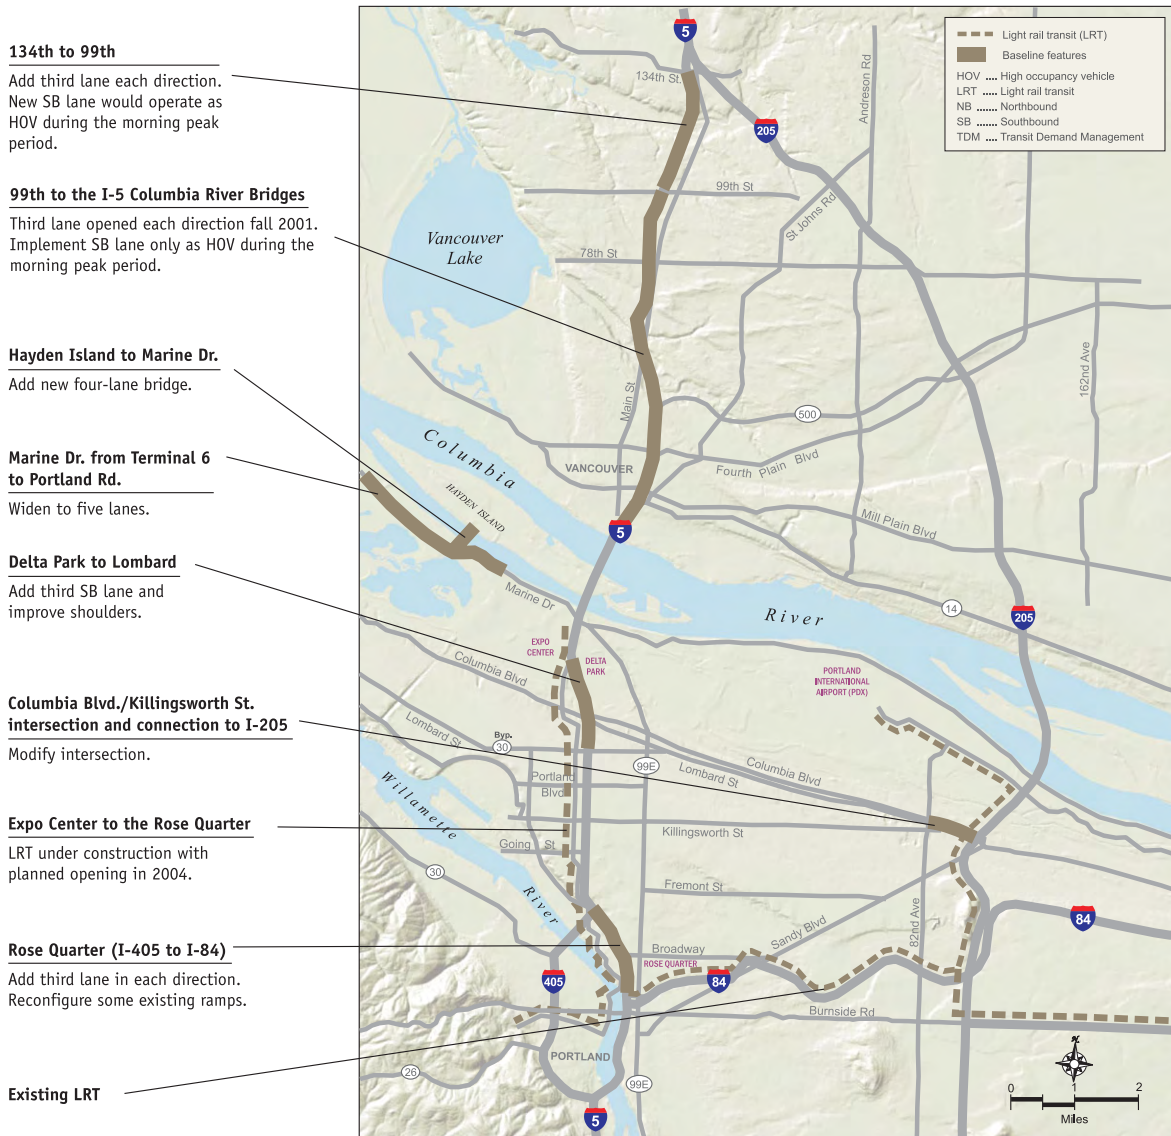 134th to 99th
Add third lane each direction.
New SB lane would operate as
HOV during the morning peak
period.
99th to the I-5 Columbia River Bridges
Third lane opened each direction fall 2001.
Implement SB lane only as HOV during the
morning peak period.
Hayden Island to Marine Dr.
Add new four-lane bridge.
Marine Dr. from Terminal 6
to Portland Rd.
Widen to five lanes.
Delta Park to Lombard
Add third SB lane and
improve shoulders.
Columbia Blvd./Killingsworth St.
intersection and connection to I-205
Modify intersection.
Expo Center to the Rose Quarter
LRT under construction with
planned opening in 2004.
Rose Quarter (I-405 to I-84)
Add third lane in each direction.
Reconfigure some existing ramps.
Existing LRT
Light rail transit (LRT)
Baseline features
HOV .... High occupancy vehicle
LRT ..... Light rail transit
NB ....... Northbound
SB ....... Southbound
TDM .... Transit Demand Management
5
134th St.
205
Andreson Rd
99th St
St Johns Rd
Vancouver
Lake
78th St
162nd Ave
Main St
500
Columbia
VANCOUVER
Fourth Plain Blvd
HAYDEN ISLAND
Mill Plain Blvd
5
Marine Dr
River
14
205
EXPO
CENTER
DELTA
PARK
PORTLAND
INTERNATIONAL
AIRPORT (PDX)
Columbia Blvd
Lombard St
Byp.
30
99E
Lombard St
Columbia Blvd
Portland
Blvd
Willamette
Killingsworth St
Going St
30
River
Fremont St
82nd Ave
Sandy Blvd
84
Broadway
ROSE QUARTER
405
84
Burnside Rd
PORTLAND
26
99E
5
N
0 1 2
Miles